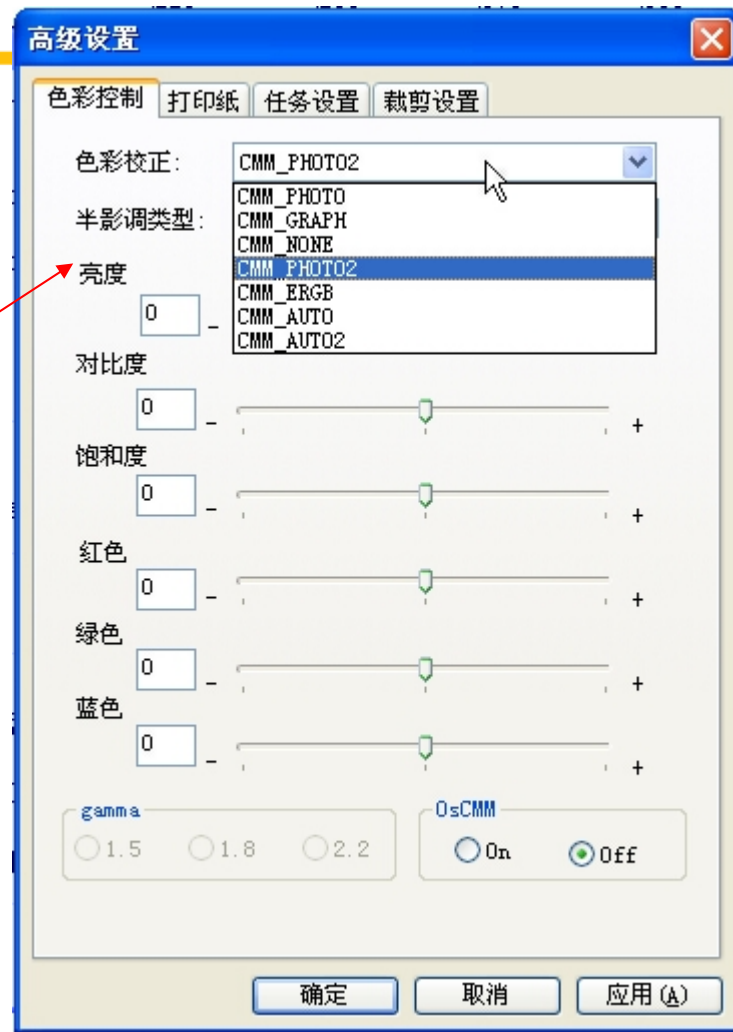 高级设置
色彩控制 打印纸 任务设置 裁剪设置
色彩校正: CMM_PHOTO2
CMM_PHOTO
半影调类型: CMM_GRAPH
CMM_NONE
亮度 CMM_PHOTO2
CMM_ERGB
0 - CMM_AUTO
CMM_AUTO2
对比度
0 - +
饱和度
0 - +
红色
0 - +
绿色
0 - +
蓝色
0 - +
gamma OsCMM
1.5 1.8 2.2 On Off
确定 取消 应用(A)